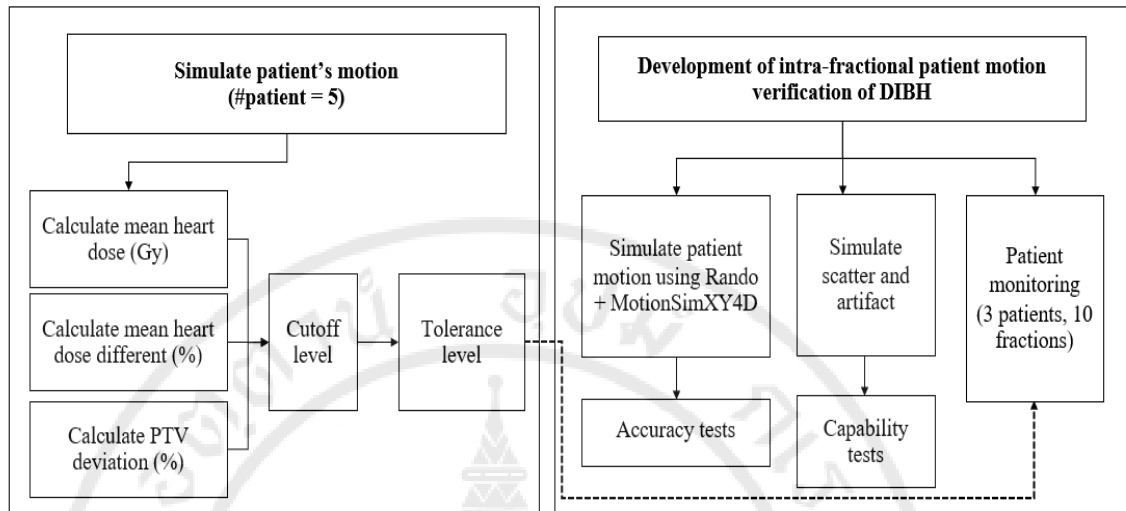 Simulate patient's motion
(#patient = 5)
Calculate mean heart
dose (Gy)
Calculate mean heart
dose different (%)
Calculate PTV
deviation (%)
Cutoff
level
Tolerance
level
Development of intra-fractional patient motion
verification of DIBH
Simulate patient
motion using Rando
+ MotionSimXY4D
Accuracy tests
Simulate
scatter and
artifact
Capability
tests
Patient
monitoring
(3 patients, 10
fractions)